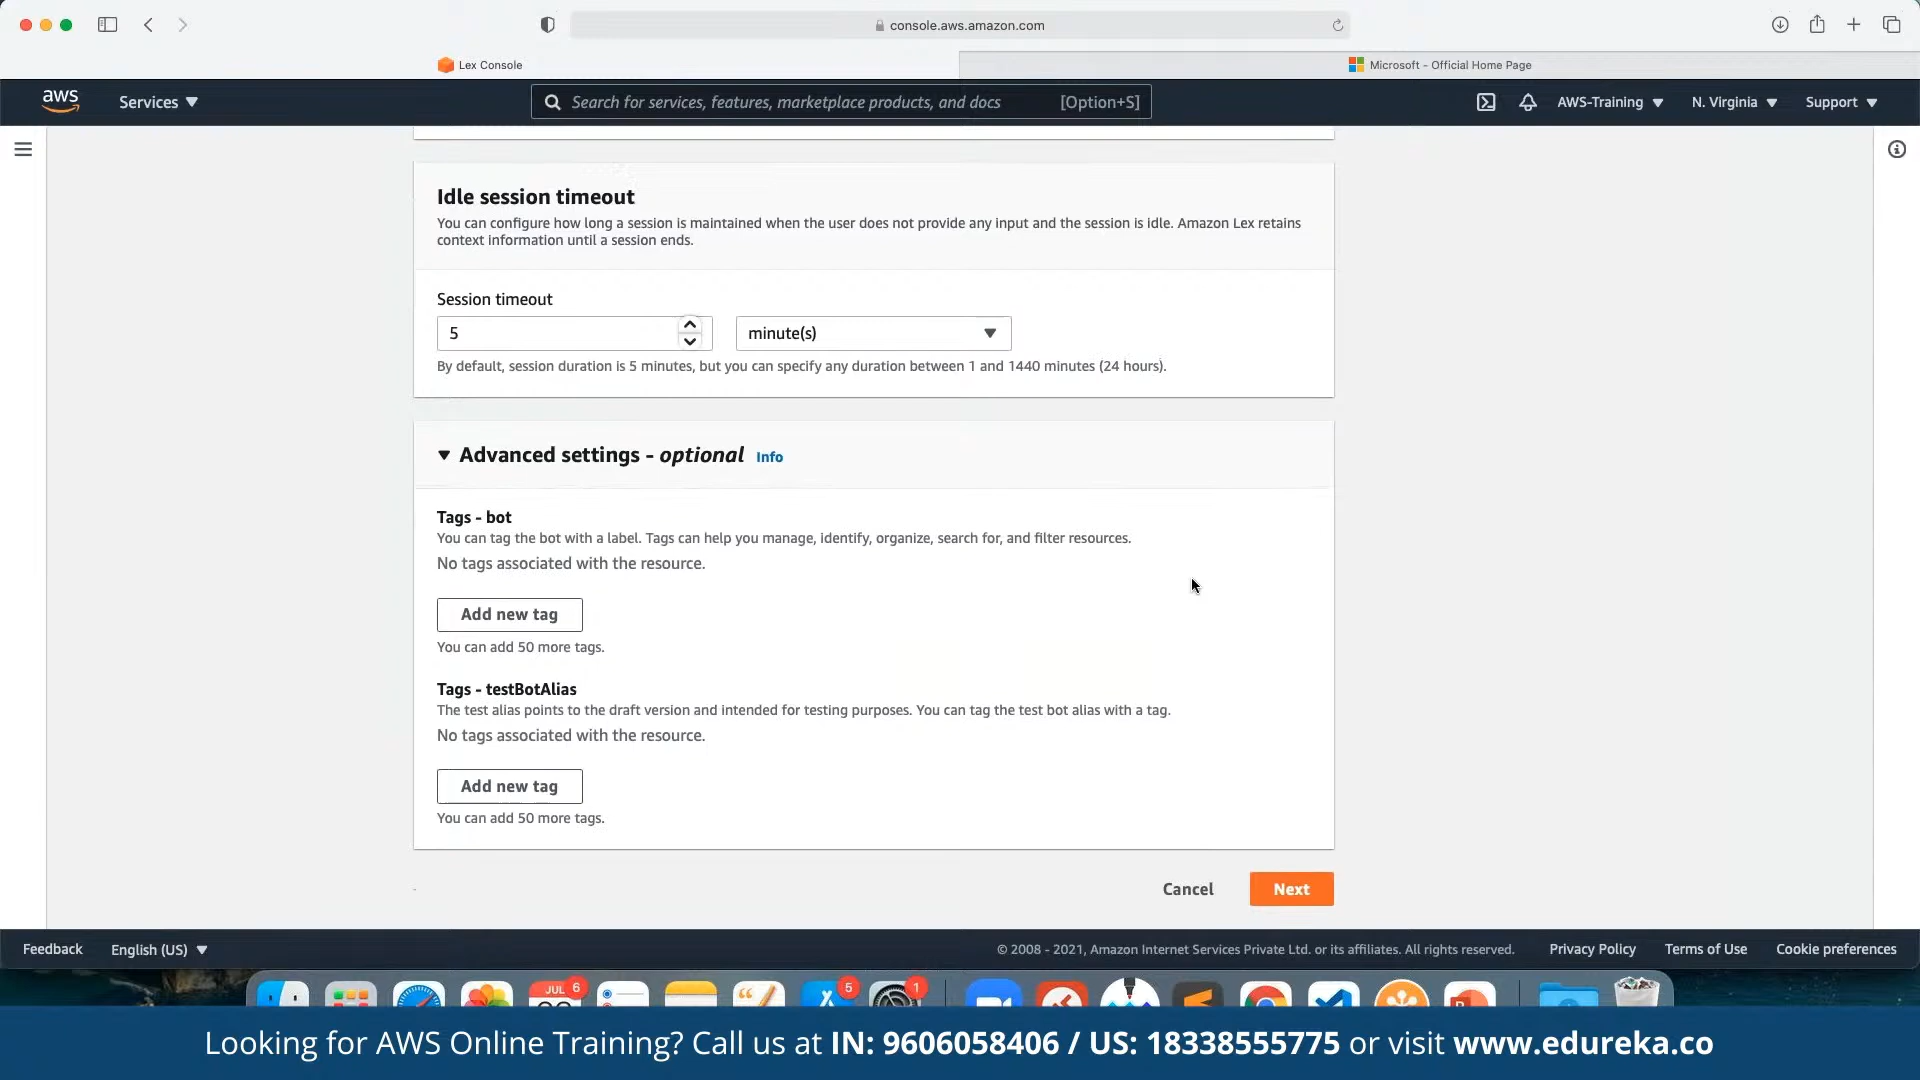 console.aws.amazon.com
Lex Console
Microsoft - Official Home Page
aws
Services
Search for services, features, marketplace products, and docs
[Option+S]
AWS-Training
N. Virginia
Support
Idle session timeout
You can configure how long a session is maintained when the user does not provide any input and the session is idle. Amazon Lex retains
context information until a session ends.
Session timeout
5
minute(s)
By default, session duration is 5 minutes, but you can specify any duration between 1 and 1440 minutes (24 hours).
Advanced settings - optional Info
Tags - bot
You can tag the bot with a label. Tags can help you manage, identify, organize, search for, and filter resources.
No tags associated with the resource.
Add new tag
You can add 50 more tags.
Tags - testBotAlias
The test alias points to the draft version and intended for testing purposes. You can tag the test bot alias with a tag.
No tags associated with the resource.
Add new tag
You can add 50 more tags.
Cancel
Next
Feedback
English (US)
© 2008 - 2021, Amazon Internet Services Private Ltd. or its affiliates. All rights reserved.
Privacy Policy
Terms of Use
Cookie preferences
JUL
6
5
1
Looking for AWS Online Training? Call us at IN: 9606058406 / US: 18338555775 or visit www.edureka.co